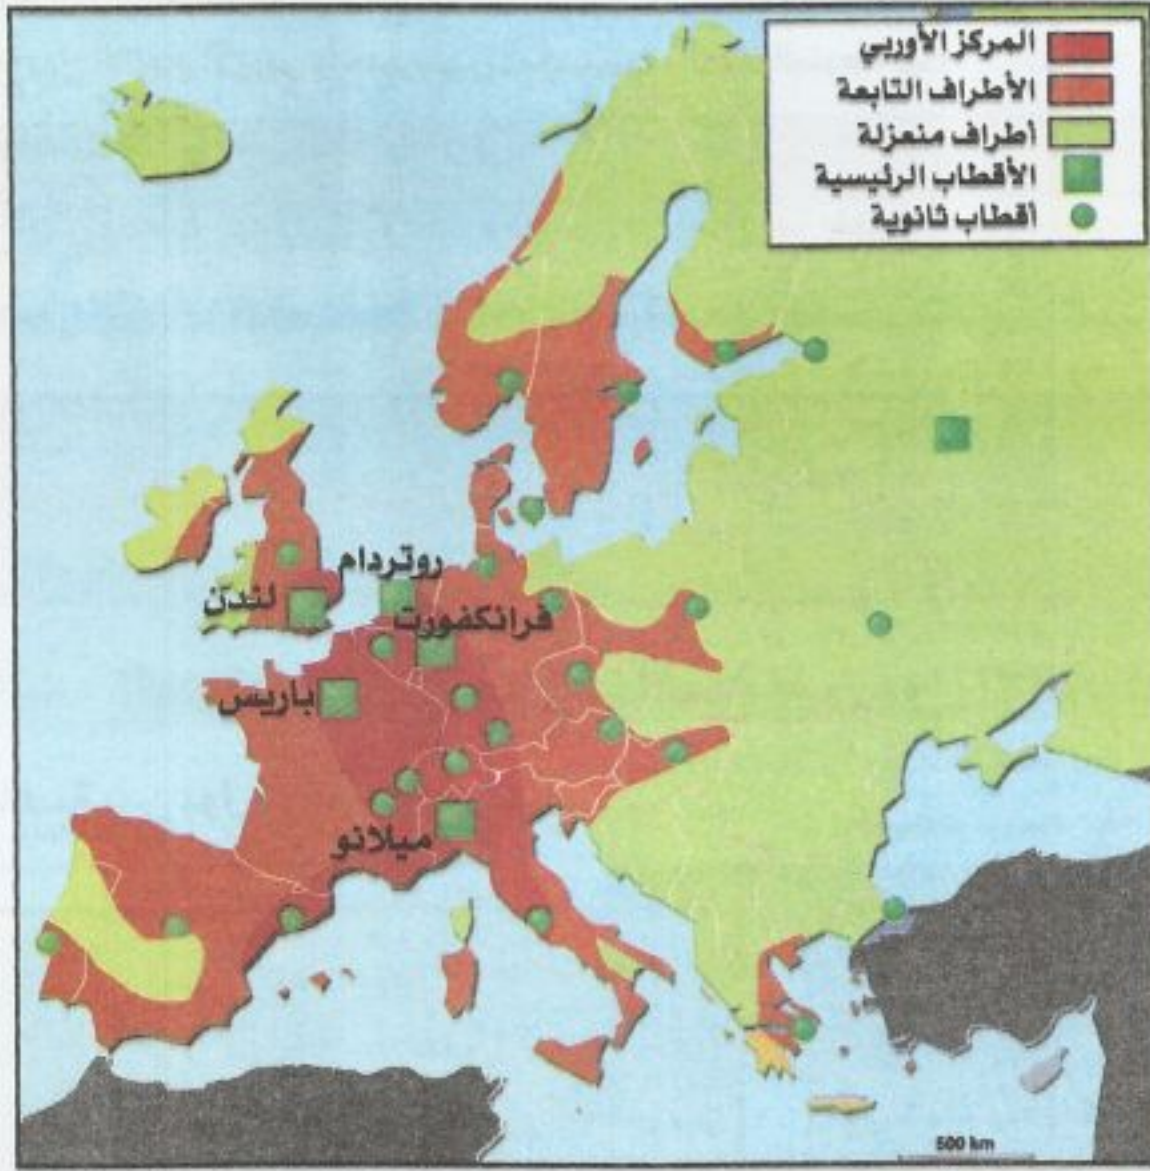 المركز الأوربي
الأطراف التابعة
أطراف منعزلة
الأقطاب الرئيسية
أقطاب ثانوية
روتردام
لندن
فرانكفورت
باريس
ميلانو
500 km